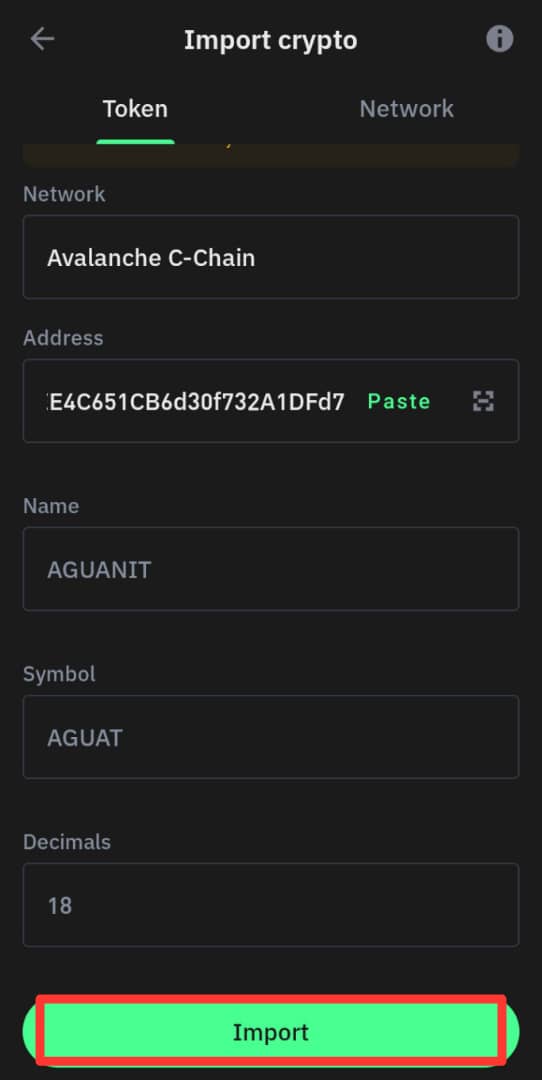 Import crypto
Token
Network
Network
Avalanche C-Chain
Address
E4C651CB6d30f732A1DFd7 Paste
Name
AGUANIT
Symbol
AGUAT
Decimals
18
Import